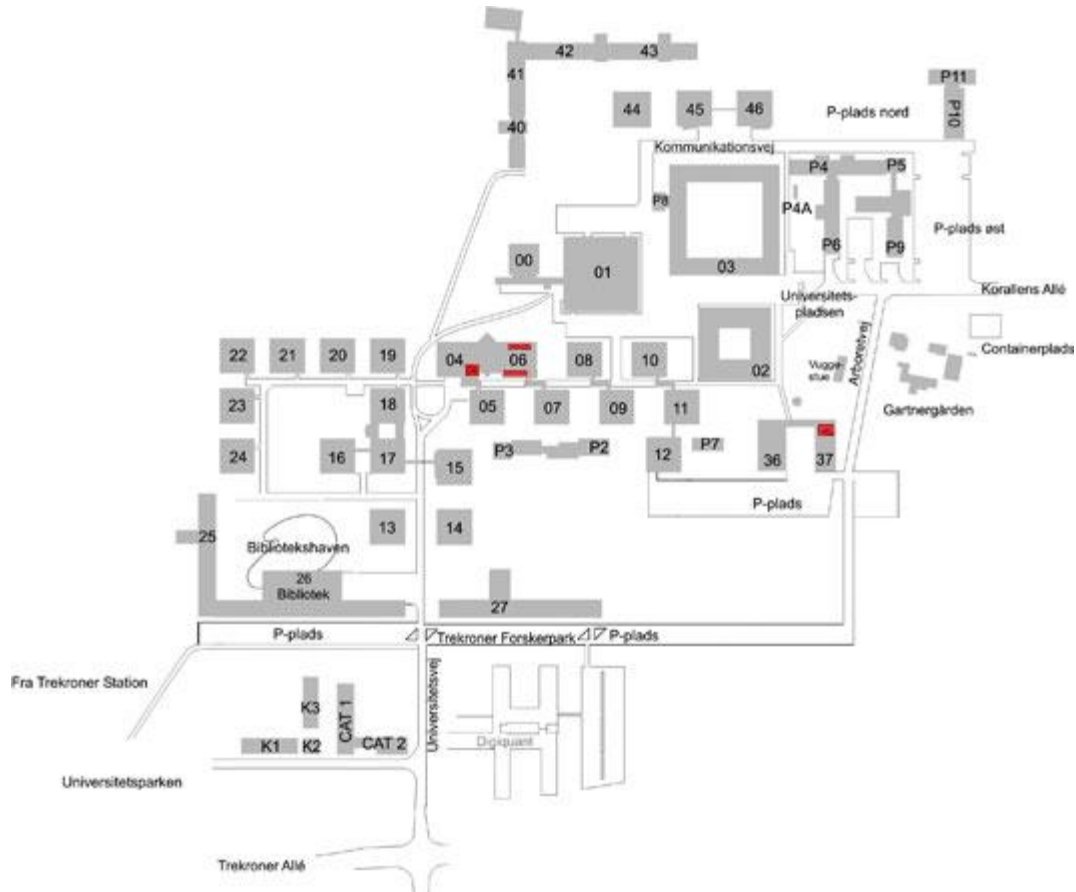 42
43
41
P11
44
45
46
P-plads nord
P10
40
Kommunikationsvej
P4
P5
P8
P4A
P-plads øst
P6
P9
00
01
03
Korallens Allé
Universitets-
pladsen
22
21
20
19
04
06
08
10
02
Vugge-
stue
Arboretvej
Containerplads
23
18
05
07
09
11
Gartnergården
24
16
17
15
P3
P2
12
P7
36
37
P-plads
25
13
14
Bibliotekshaven
26
Bibliotek
27
P-plads
Trekroner Forskerpark
P-plads
Fra Trekroner Station
Universitetsvej
K3
CAT 1
K1
K2
CAT 2
Digiquant
Universitetsparken
Trekroner Allé